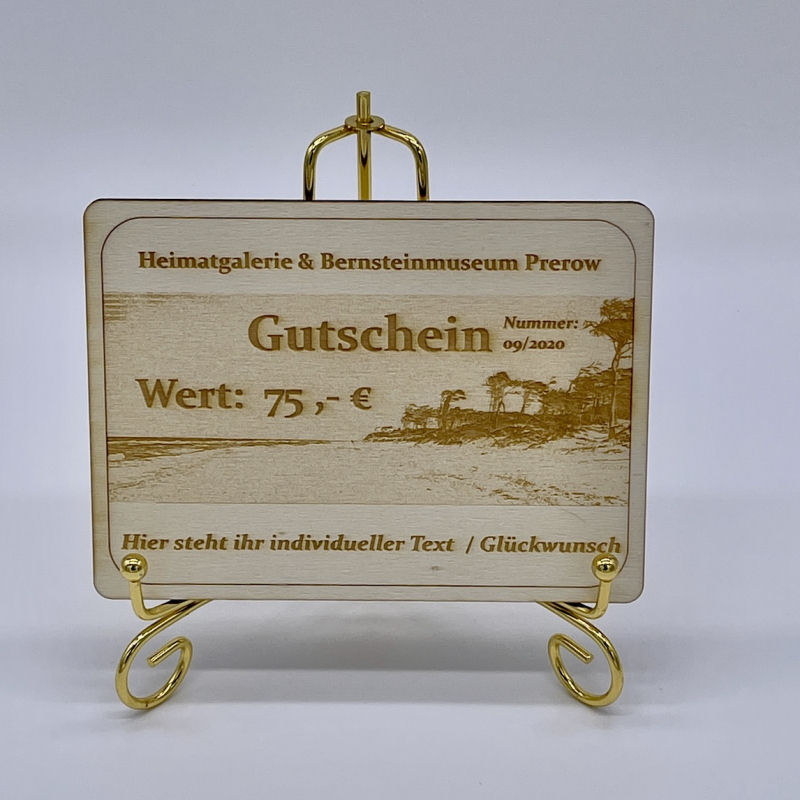 Heimatgalerie & Bernsteinmuseum Prerow
Gutschein
Nummer:
09/2020
Wert: 75 ,- €
Hier steht ihr individueller Text / Glückwunsch